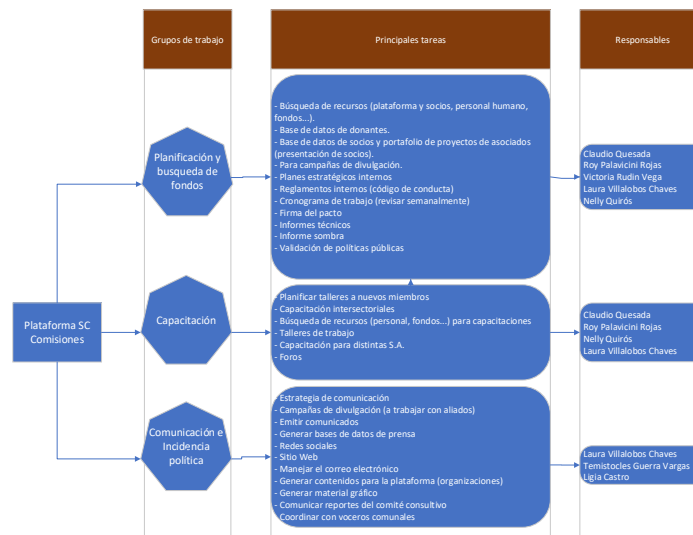 Grupos de trabajo
Principales tareas
Responsables
Plataforma SC
Comisiones
Planificación y
busqueda de
fondos
- Búsqueda de recursos (plataforma y socios, personal humano,
fondos...).
- Base de datos de donantes.
- Base de datos de socios y portafolio de proyectos de asociados
(presentación de socios).
- Para campañas de divulgación.
- Planes estratégicos internos
- Reglamentos internos (código de conducta)
- Cronograma de trabajo (revisar semanalmente)
- Firma del pacto
- Informes técnicos
- Informe sombra
- Validación de políticas públicas
Claudio Quesada
Roy Palavicini Rojas
Victoria Rudin Vega
Laura Villalobos Chaves
Nelly Quirós
Capacitación
- Planificar talleres a nuevos miembros
- Capacitación intersectoriales
- Búsqueda de recursos (personal, fondos...) para capacitaciones
- Talleres de trabajo
- Capacitación para distintas S.A.
- Foros
Claudio Quesada
Roy Palavicini Rojas
Nelly Quirós
Laura Villalobos Chaves
Comunicación e
Incidencia
política
- Estrategia de comunicación
- Campañas de divulgación (a trabajar con aliados)
- Emitir comunicados
- Generar bases de datos de prensa
- Redes sociales
- Sitio Web
- Manejar el correo electrónico
- Generar contenidos para la plataforma (organizaciones)
- Generar material gráfico
- Comunicar reportes del comité consultivo
- Coordinar con voceros comunales
Laura Villalobos Chaves
Temistocles Guerra Vargas
Ligia Castro